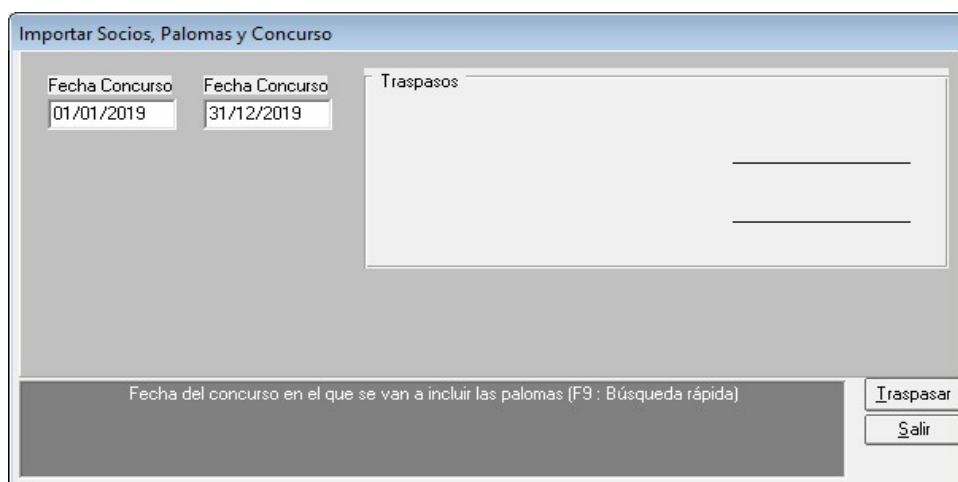 Importar Socios, Palomas y Concurso
Fecha Concurso Fecha Concurso Traspasos
01/01/2019 31/12/2019
Fecha del concurso en el que se van a incluir las palomas (F9 : Búsqueda rápida)
Traspasar
Salir